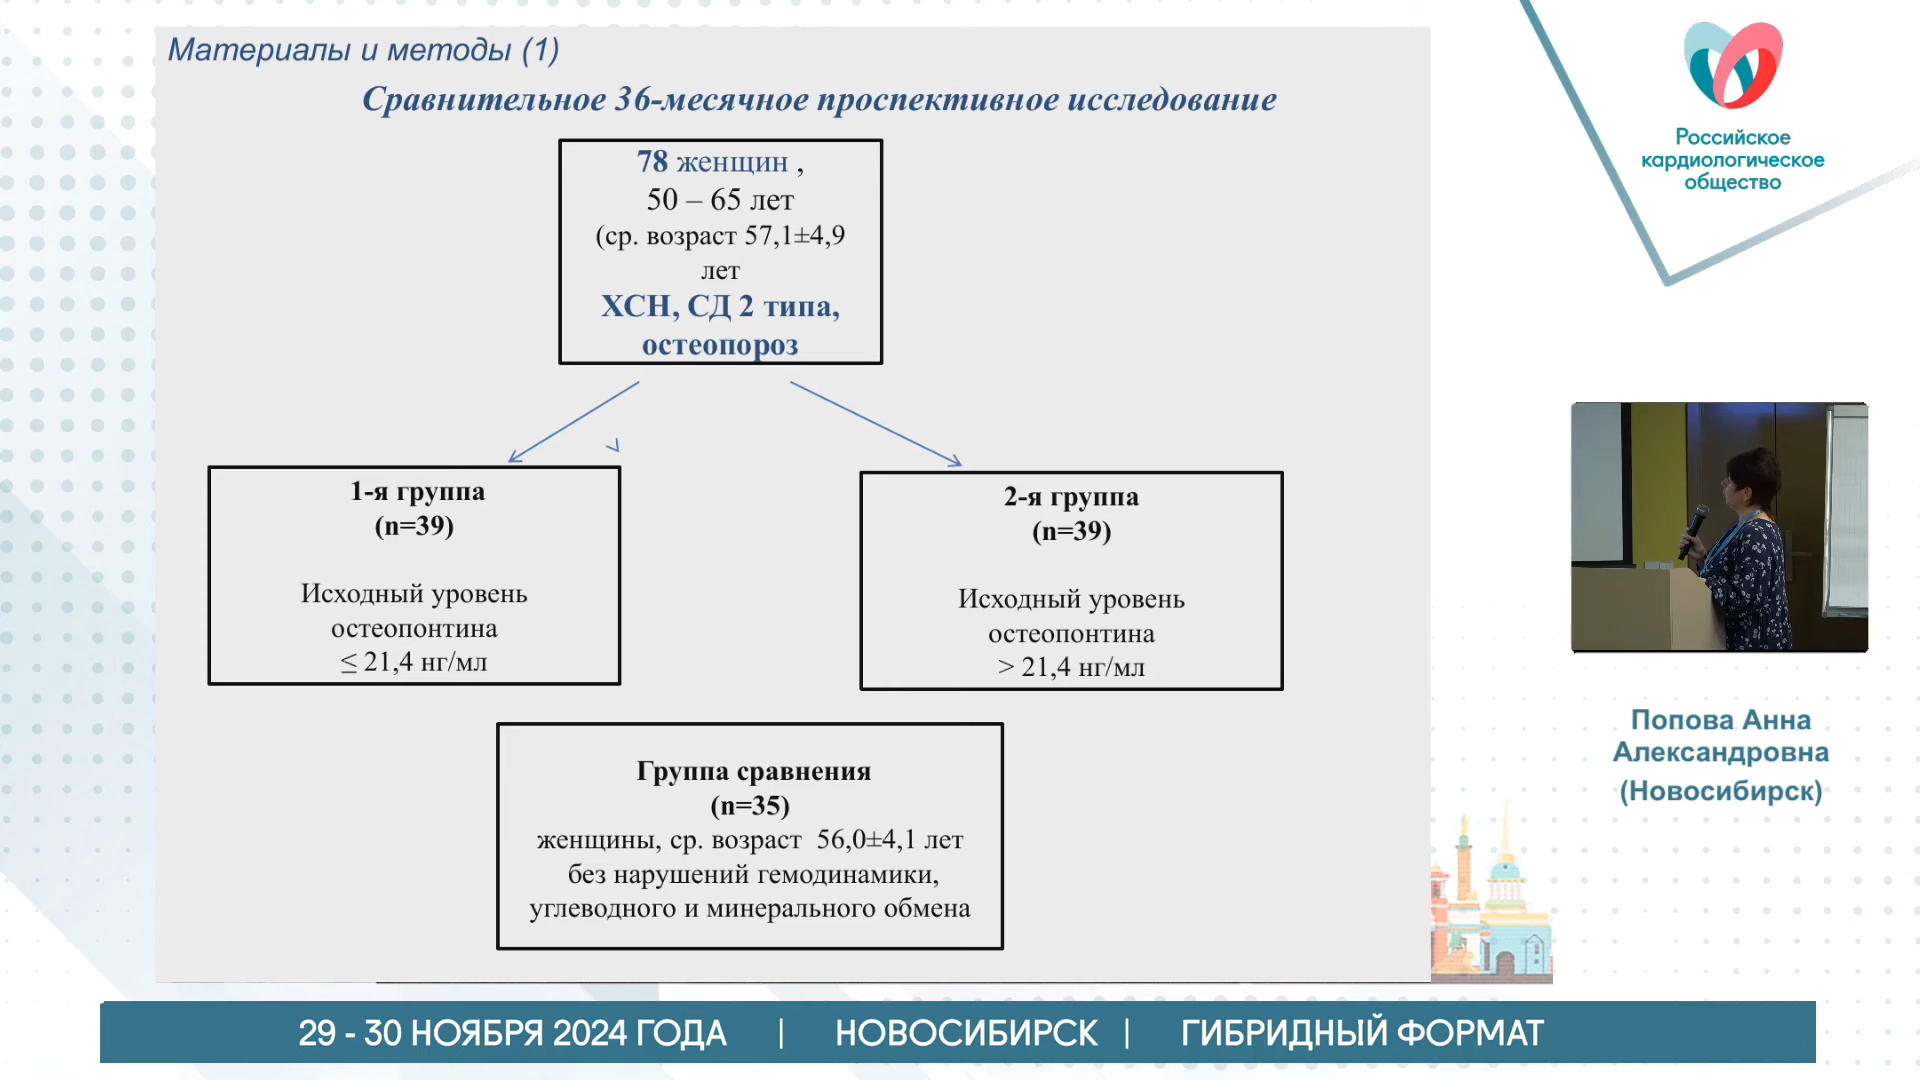 Материалы и методы (1)
Сравнительное 36-месячное проспективное исследование
78 женщин ,
50 – 65 лет
(ср. возраст 57,1±4,9
лет
ХСН, СД 2 типа,
остеопороз
1-я группа
(n=39)
Исходный уровень
остеопонтина
≤ 21,4 нг/мл
2-я группа
(n=39)
Исходный уровень
остеопонтина
> 21,4 нг/мл
Группа сравнения
(n=35)
женщины, ср. возраст 56,0±4,1 лет
без нарушений гемодинамики,
углеводного и минерального обмена
Российское
кардиологическое
общество
Попова Анна
Александровна
(Новосибирск)
29 - 30 НОЯБРЯ 2024 ГОДА | НОВОСИБИРСК | ГИБРИДНЫЙ ФОРМАТ